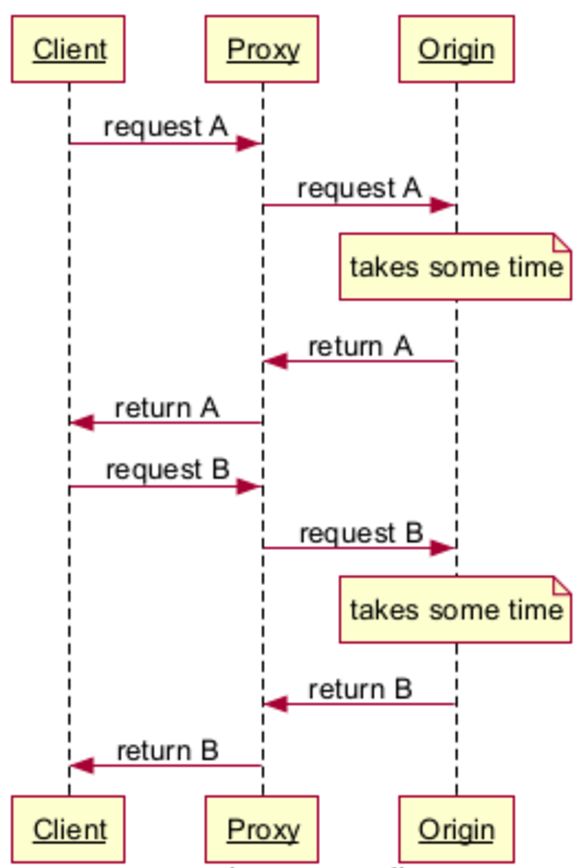 Client Proxy Origin
request A
request A
takes some time
return A
return A
request B
request B
takes some time
return B
return B
Client Proxy Origin